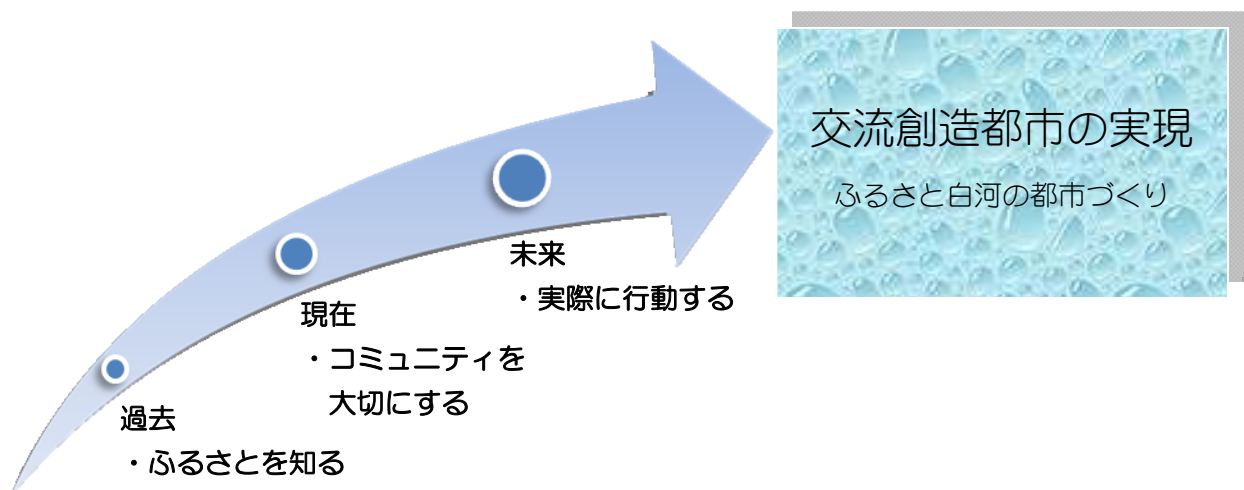 交流創造都市の実現
ふるさと白河の都市づくり
未来
・実際に行動する
現在
・コミュニティを
大切にする
過去
・ふるさとを知る